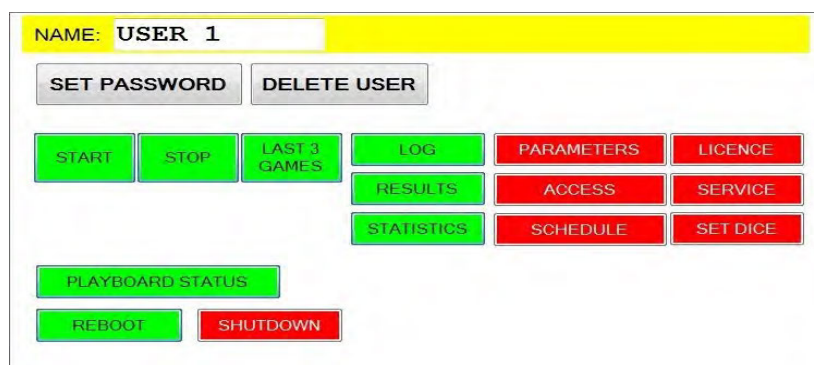 NAME: USER 1
SET PASSWORD DELETE USER
START STOP LAST 3 GAMES LOG PARAMETERS LICENCE
RESULTS ACCESS SERVICE
STATISTICS SCHEDULE SET DICE
PLAYBOARD STATUS
REBOOT SHUTDOWN